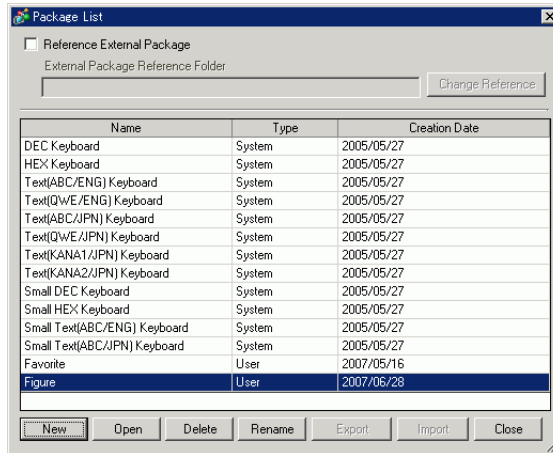 Package List
Reference External Package
External Package Reference Folder
Change Reference
Name Type Creation Date
DEC Keyboard System 2005/05/27
HEX Keyboard System 2005/05/27
Text(ABC/ENG) Keyboard System 2005/05/27
Text(QWE/ENG) Keyboard System 2005/05/27
Text(ABC/JPN) Keyboard System 2005/05/27
Text(QWE/JPN) Keyboard System 2005/05/27
Text(KANA1/JPN) Keyboard System 2005/05/27
Text(KANA2/JPN) Keyboard System 2005/05/27
Small DEC Keyboard System 2005/05/27
Small HEX Keyboard System 2005/05/27
Small Text(ABC/ENG) Keyboard System 2005/05/27
Small Text(ABC/JPN) Keyboard System 2005/05/27
Favorite User 2007/05/16
Figure User 2007/06/28
New Open Delete Rename Export Import Close